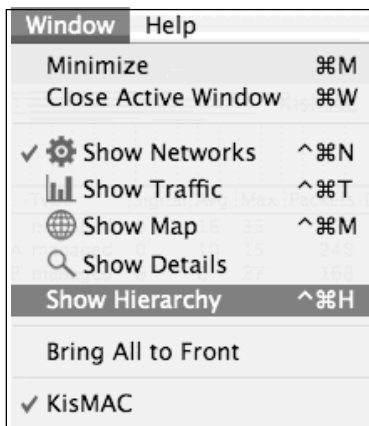 Window Help
Minimize ⌘M
Close Active Window ⌘W
✓ Show Networks ^⌘N
Show Traffic ^⌘T
Show Map ^⌘M
Show Details
Show Hierarchy ^⌘H
Bring All to Front
✓ KisMAC